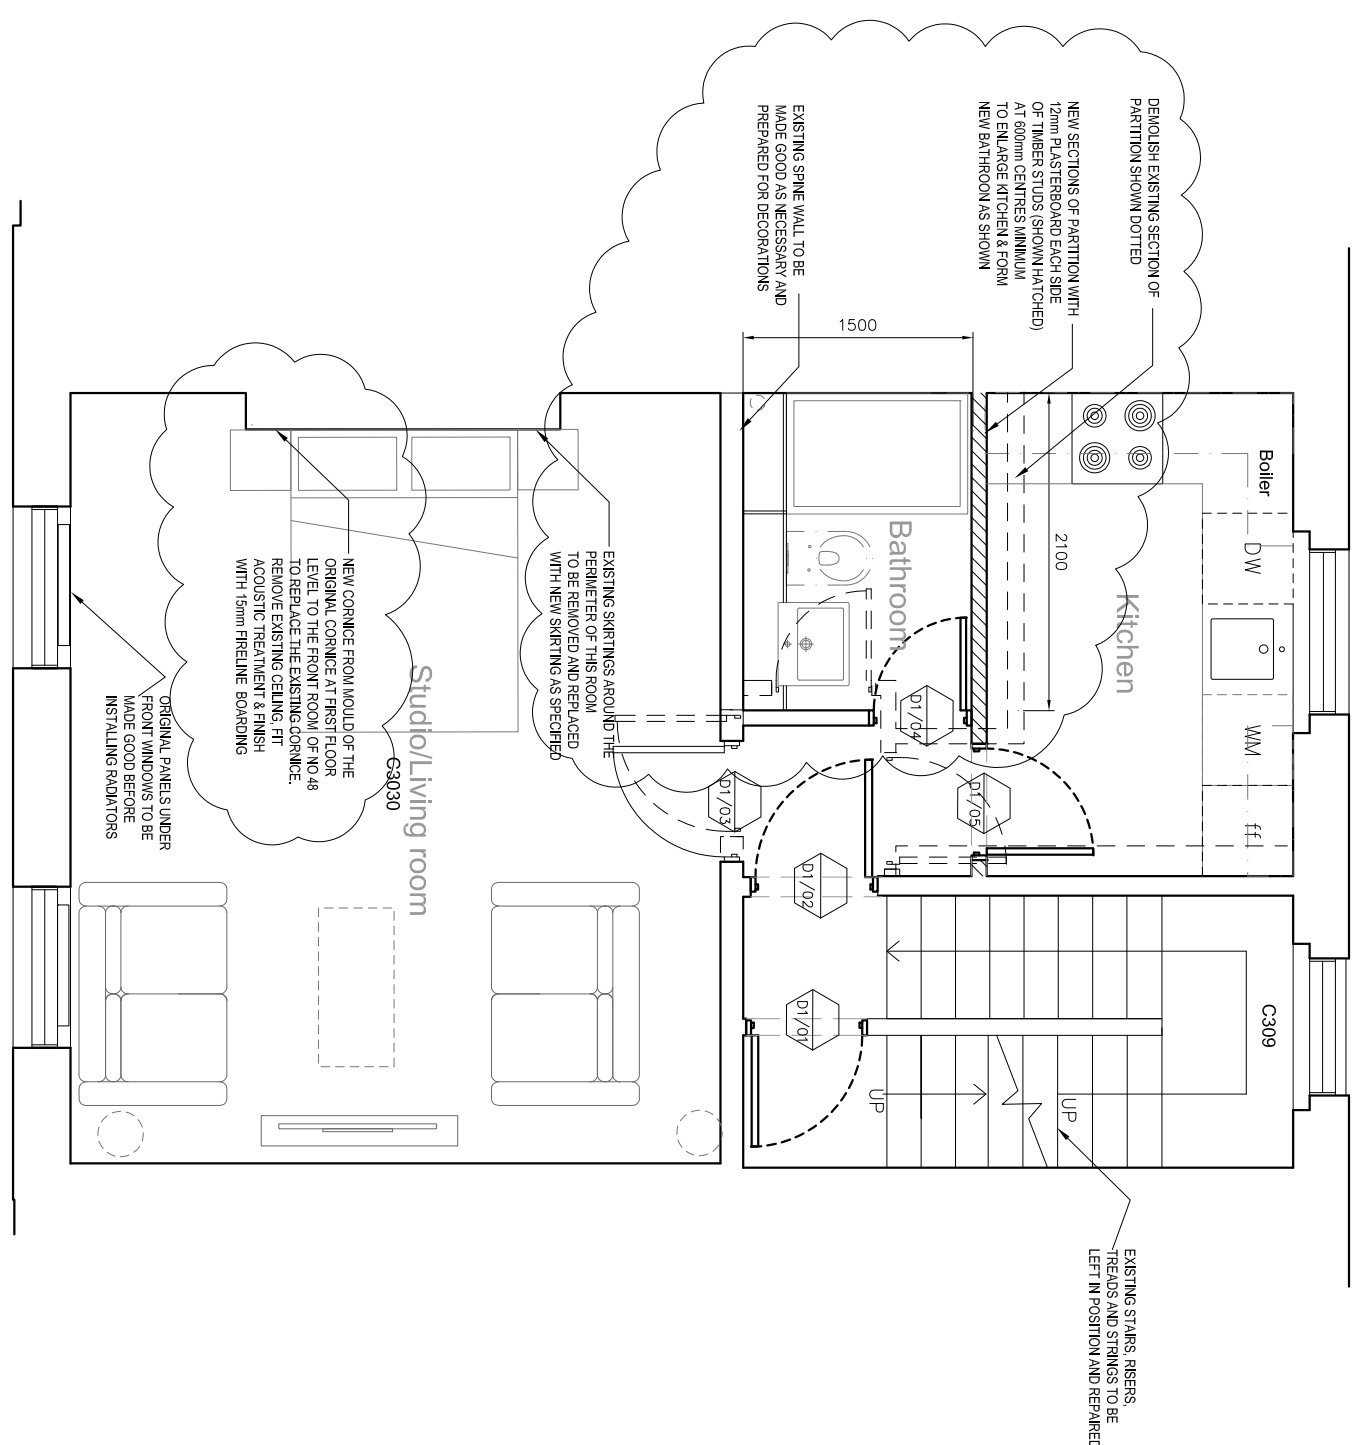 DEMOLISH EXISTING SECTION OF
PARTITION SHOWN DOTTED
NEW SECTIONS OF PARTITION WITH
12mm PLASTERBOARD EACH SIDE
OF TIMBER STUDS (SHOWN HATCHED)
AT 600mm CENTRES MINIMUM
TO ENLARGE KITCHEN & FORM
NEW BATHROON AS SHOWN
EXISTING SPINE WALL TO BE
MADE GOOD AS NECESSARY AND
PREPARED FOR DECORATIONS
1500
2100
Boiler
DW
WM
ff
Kitchen
Bathroom
D1/04
D1/05
D1/03
D1/02
D1/01
C309
UP
UP
EXISTING SKIRTINGS AROUND THE
PERIMETER OF THIS ROOM
TO BE REMOVED AND REPLACED
WITH NEW SKIRTING AS SPECIFIED
Studio/Living room
C3030
NEW CORNICE FROM MOULD OF THE
ORIGINAL CORNICE AT FIRST FLOOR
LEVEL TO THE FRONT ROOM OF NO 48
TO REPLACE THE EXISTING CORNICE.
REMOVE EXISTING CEILING, FIT
ACOUSTIC TREATMENT & FINISH
WITH 15mm FIRELINE BOARDING
ORIGINAL PANELS UNDER
FRONT WINDOWS TO BE
MADE GOOD BEFORE
INSTALLING RADIATORS
EXISTING STAIRS, RISERS,
TREADS AND STRINGS TO BE
LEFT IN POSITION AND REPAIRED